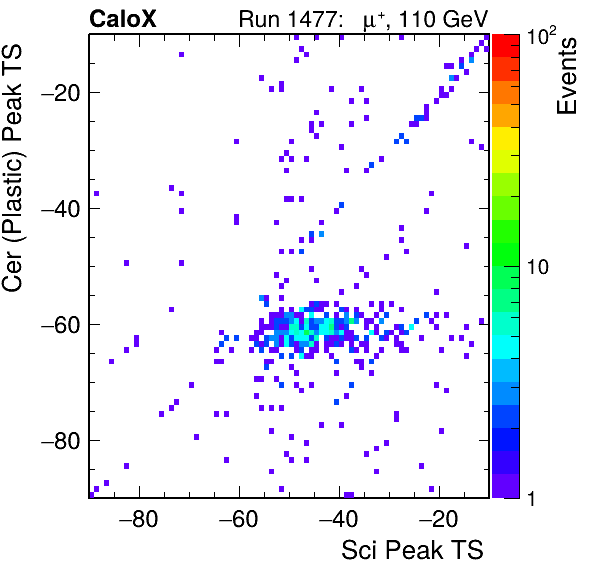 CaloX Run 1477: μ⁺, 110 GeV
Cer (Plastic) Peak TS
−20
−40
−60
−80
−80 −60 −40 −20
Sci Peak TS
10²
10
1
Events